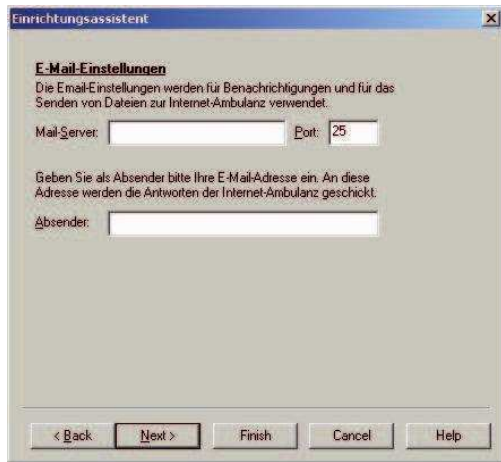 Einrichtungsassistent
E-Mail-Einstellungen
Die Email-Einstellungen werden für Benachrichtigungen und für das
Senden von Dateien zur Internet-Ambulanz verwendet.
Mail-Server: Port: 25
Geben Sie als Absender bitte Ihre E-Mail-Adresse ein. An diese
Adresse werden die Antworten der Internet-Ambulanz geschickt.
Absender:
< Back Next > Finish Cancel Help